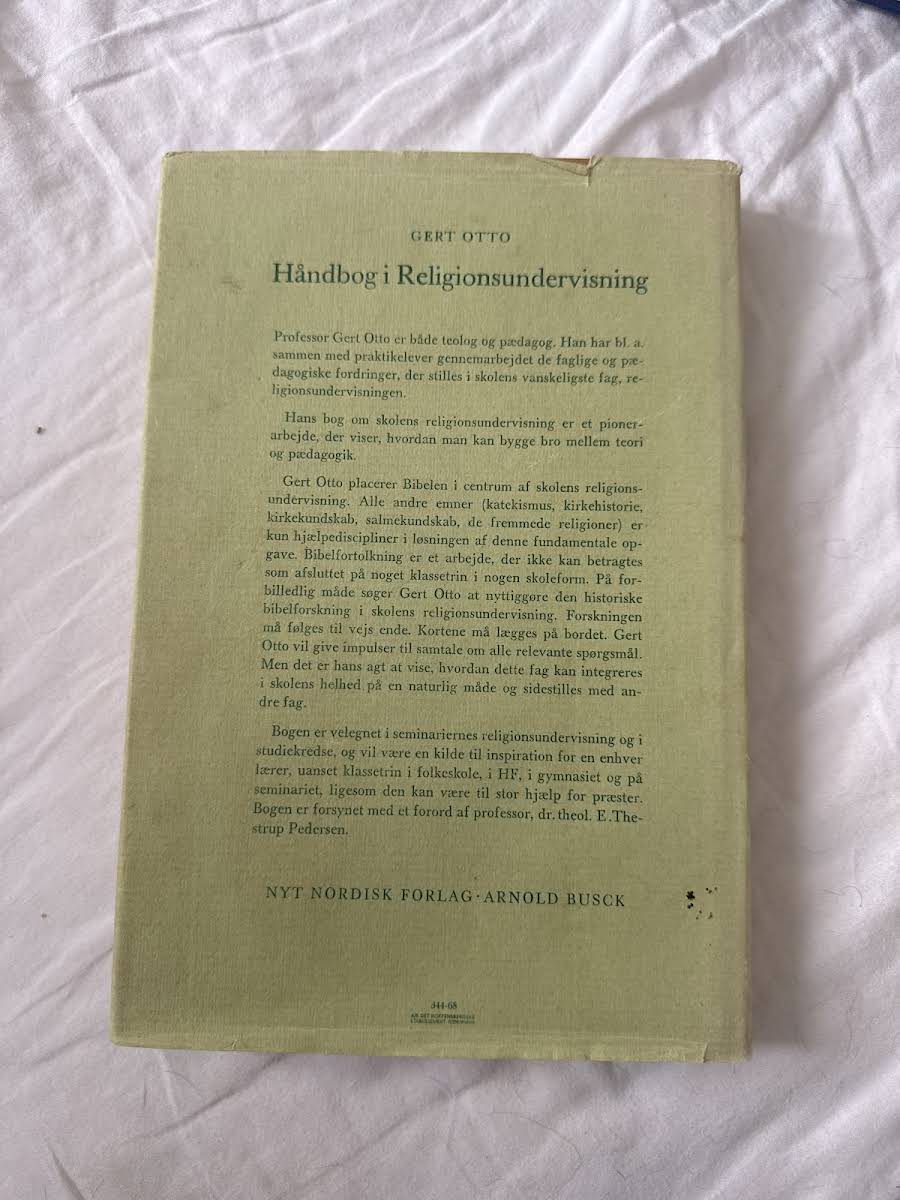 GERT OTTO
Håndbog i Religionsundervisning
Professor Gert Otto er både teolog og pædagog. Han har bl. a.
sammen med praktikelever gennemarbejdet de faglige og pæ-
dagogiske fordringer, der stilles i skolens vanskeligste fag, re-
ligionsundervisningen.
Hans bog om skolens religionsundervisning er et pioner-
arbejde, der viser, hvordan man kan bygge bro mellem teori
og pædagogik.
Gert Otto placerer Bibelen i centrum af skolens religions-
undervisning. Alle andre emner (katekismus, kirkehistorie,
kirkekundskab, salmekundskab, de fremmede religioner) er
kun hjælpediscipliner i løsningen af denne fundamentale op-
gave. Bibelfortolkning er et arbejde, der ikke kan betragtes
som afsluttet på noget klassetrin i nogen skoleform. På for-
billedlig måde søger Gert Otto at nyttiggøre den historiske
bibelforskning i skolens religionsundervisning. Forskningen
må følges til vejs ende. Kortene må lægges på bordet. Gert
Otto vil give impulser til samtale om alle relevante spørgsmål.
Men det er hans agt at vise, hvordan dette fag kan integreres
i skolens helhed på en naturlig måde og sidestilles med an-
dre fag.
Bogen er velegnet i seminariernes religionsundervisning og i
studiekredse, og vil være en kilde til inspiration for en enhver
lærer, uanset klassetrin i folkeskole, i HF, i gymnasiet og på
seminariet, ligesom den kan være til stor hjælp for præster.
Bogen er forsynet med et forord af professor, dr. theol. E. The-
strup Pedersen.
NYT NORDISK FORLAG · ARNOLD BUSCK
344-68